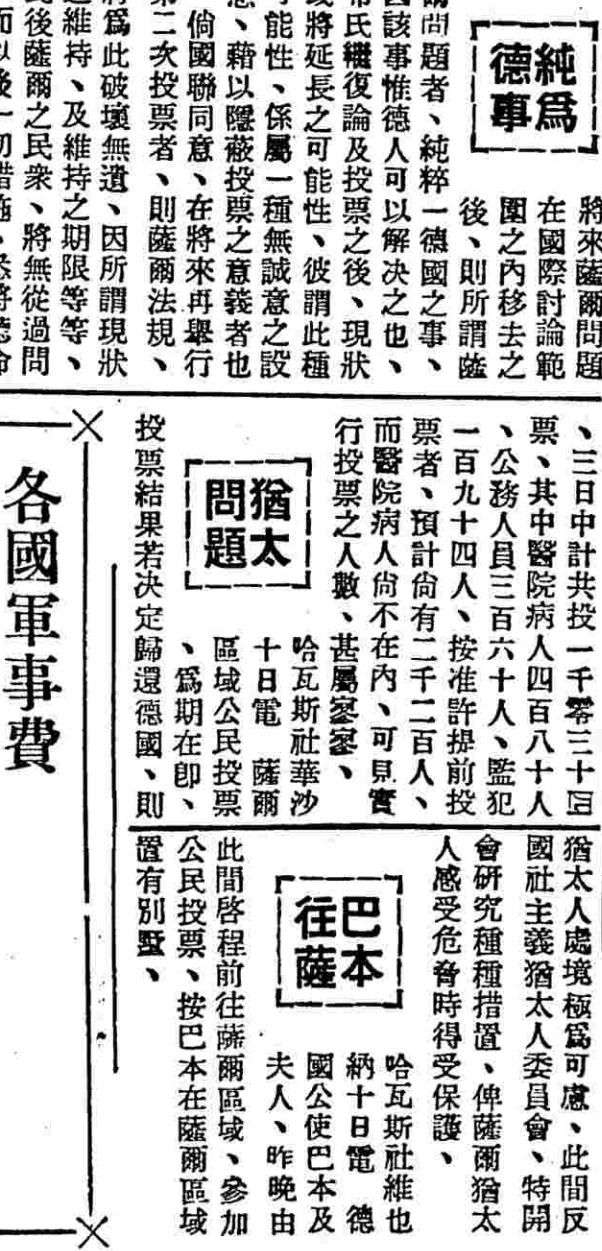 純爲
德事
將來薩爾問題
在國際討論範
圍之內移去之
後、則所謂薩
問題者、純粹一德國之事、
該事惟德人可以解决之也、
氏繼復論及投票之後、現狀
或將延長之可能性、彼謂此種
可能性、係屬一種無誠意之設
想、藉以隱蔽投票之意義者也
、倘國聯同意、在將來再舉行
第二次投票者、則薩爾法規、
將爲此破壞無遺、因所謂現狀
之維持、及維持之期限等等、
後薩爾之民衆、將無從過問
而以後一切措施、悉將聽命
、三日中計共投一千零三十四
票、其中醫院病人四百八十人
、公務人員三百六十人、監犯
一百九十四人、按准許提前投
票者、預計尙有二千二百人、
而醫院病人尙不在內、可見實
行投票之人數、甚屬寥寥、
猶太
問題
哈瓦斯社華沙
十日電　薩爾
區域公民投票
、爲期在卽、
投票結果若决定歸還德國、則
猶太人處境極爲可慮、此間反
國社主義猶太人委員會、特開
會硏究種種措置、俾薩爾猶太
人感受危脅時得受保護、
巴本
往薩
哈瓦斯社維也
納十日電　德
國公使巴本及
夫人、昨晚由
此間啓程前往薩爾區域、參加
公民投票、按巴本在薩爾區域
置有別墅、
各國軍事費